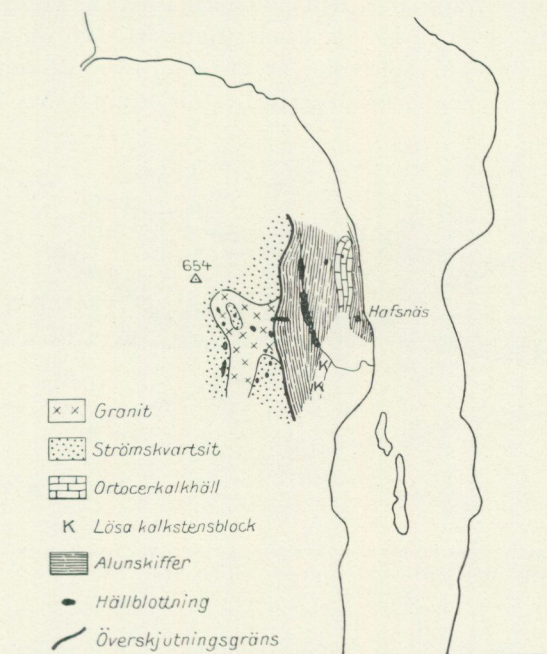 654
Hafsnäs
K
K
Granit
Strömskvartsit
Ortocerkalkhäll
K Lösa kalkstensblock
Alunskiffer
Hällblottning
Överskjutningsgräns